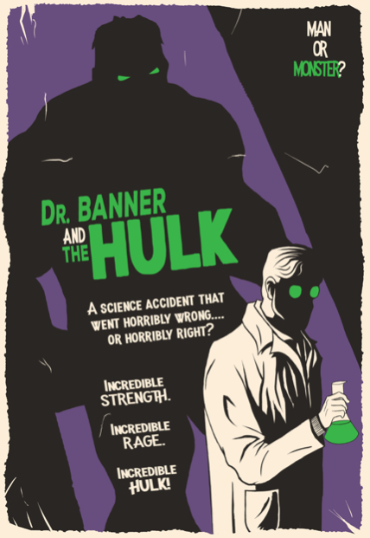 MAN
OR
MONSTER?
DR. BANNER
AND
THE HULK
A SCIENCE ACCIDENT THAT
WENT HORRIBLY WRONG....
OR HORRIBLY RIGHT?
INCREDIBLE
STRENGTH.
INCREDIBLE
RAGE.
INCREDIBLE
HULK!